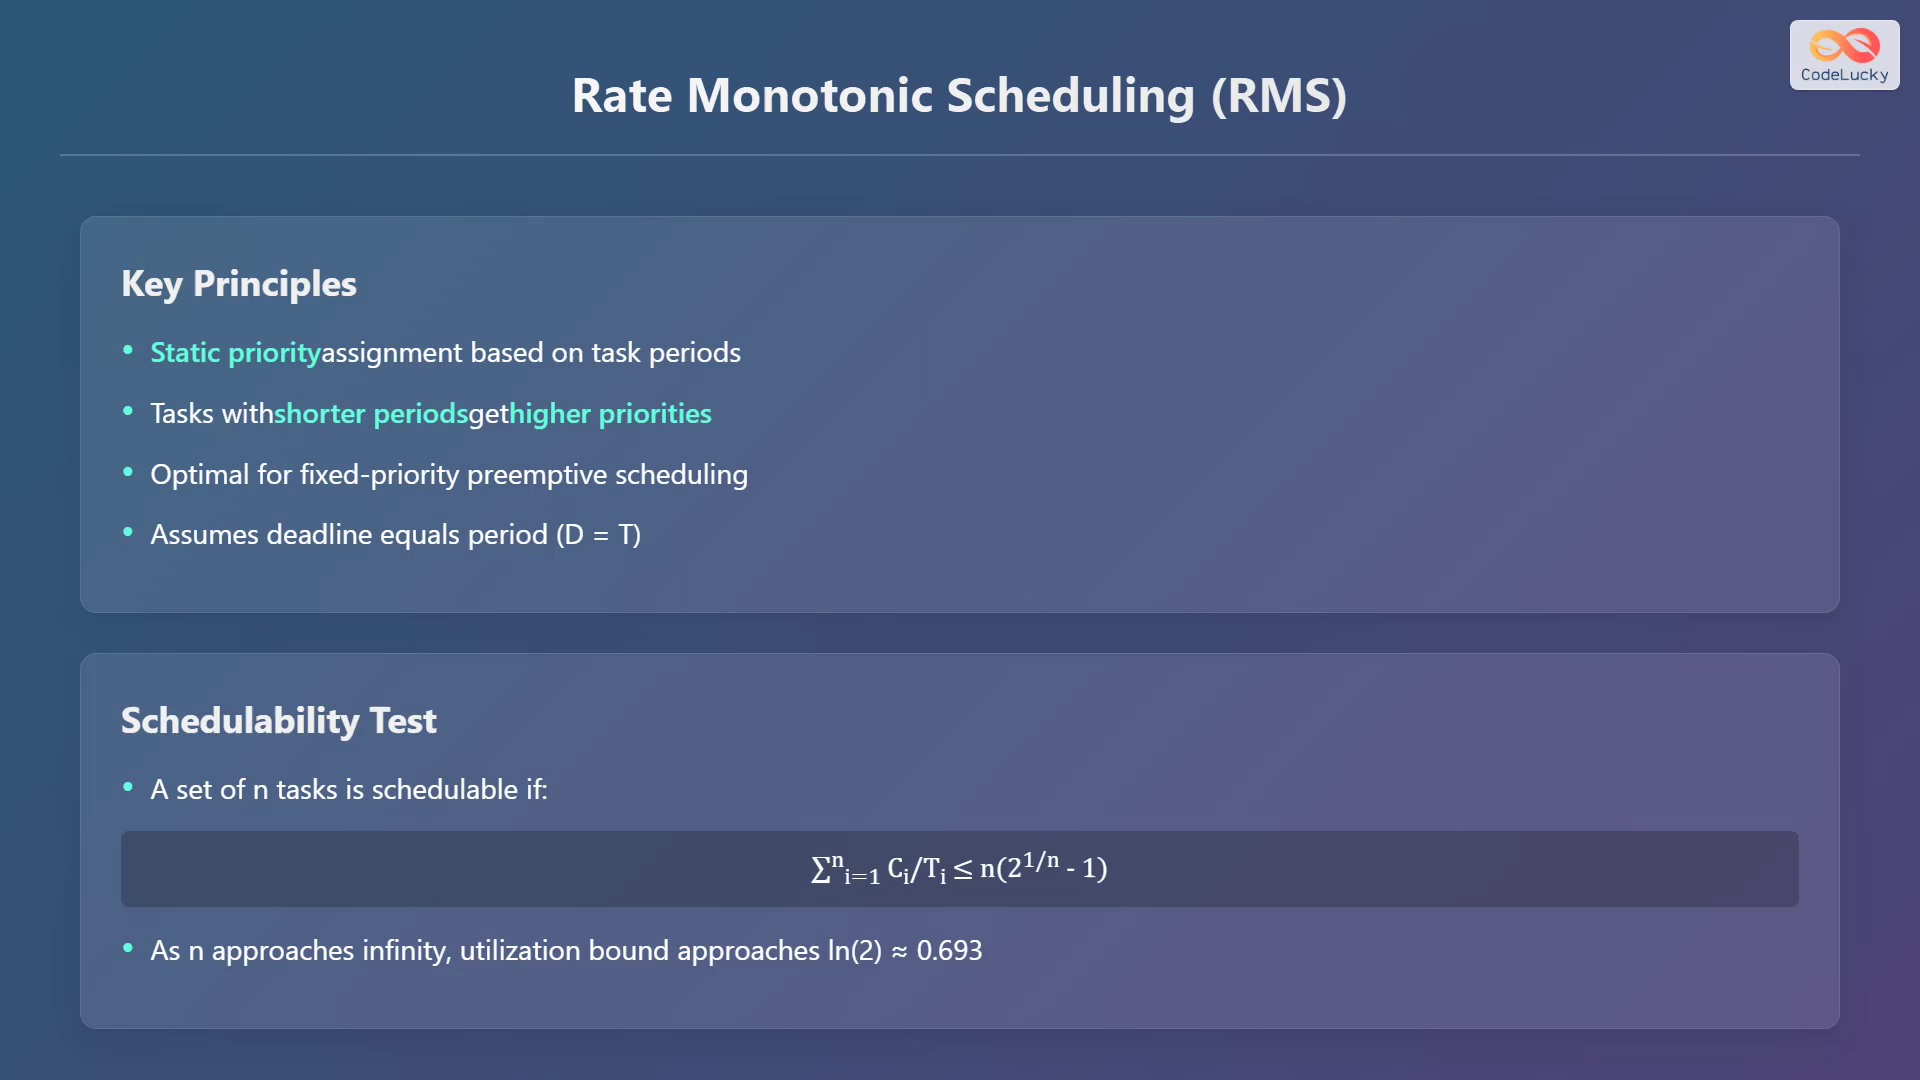 CodeLucky
Rate Monotonic Scheduling (RMS)
Key Principles
• Static priorityassignment based on task periods
• Tasks withshorter periodsgethigher priorities
• Optimal for fixed-priority preemptive scheduling
• Assumes deadline equals period (D = T)
Schedulability Test
• A set of n tasks is schedulable if:
∑ⁿᵢ₌₁ Cᵢ/Tᵢ ≤ n(2¹/ⁿ - 1)
• As n approaches infinity, utilization bound approaches ln(2) ≈ 0.693